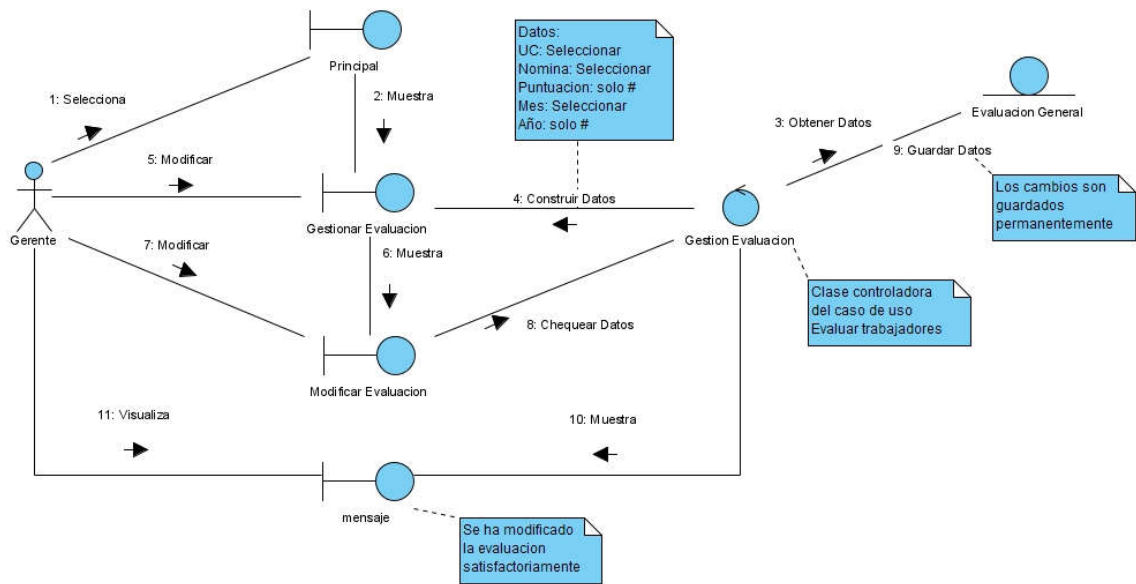 Principal
1: Selecciona
2: Muestra
Datos:
UC: Seleccionar
Nomina: Seleccionar
Puntuacion: solo #
Mes: Seleccionar
Año: solo #
3: Obtener Datos
Evaluacion General
9: Guardar Datos
Los cambios son
guardados
permanentemente
5: Modificar
Gerente
Gestionar Evaluacion
4: Construir Datos
Gestion Evaluacion
7: Modificar
6: Muestra
Clase controladora
del caso de uso
Evaluar trabajadores
8: Chequear Datos
Modificar Evaluacion
11: Visualiza
10: Muestra
mensaje
Se ha modificado
la evaluacion
satisfactoriamente